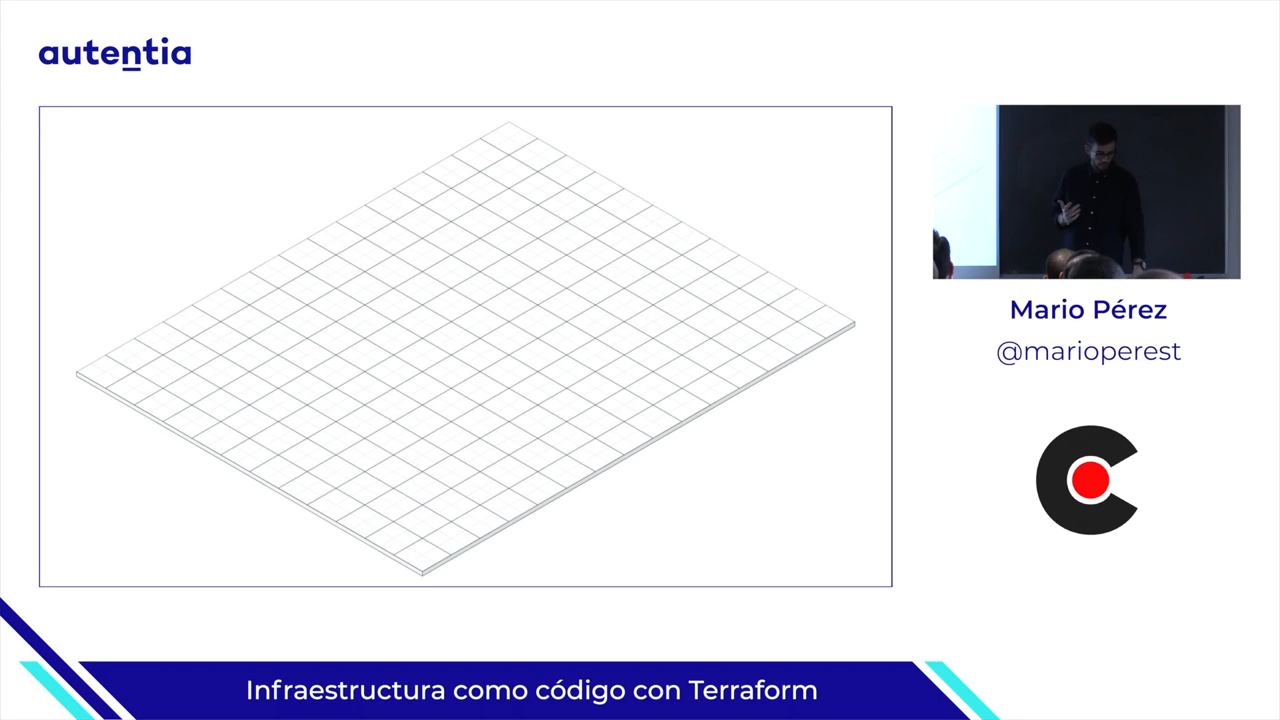 autentia
Mario Pérez
@marioperest
Infraestructura como código con Terraform